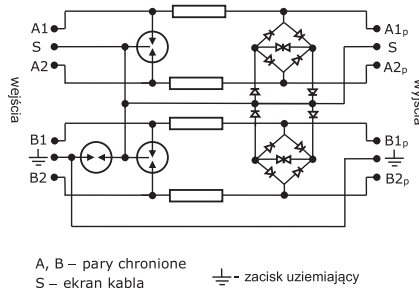 A1
A1p
S
S
A2
A2p
wejścia
wyjścia
B1
B1p
B2
B2p
A, B – pary chronione
S – ekran kabla
- zacisk uziemiający